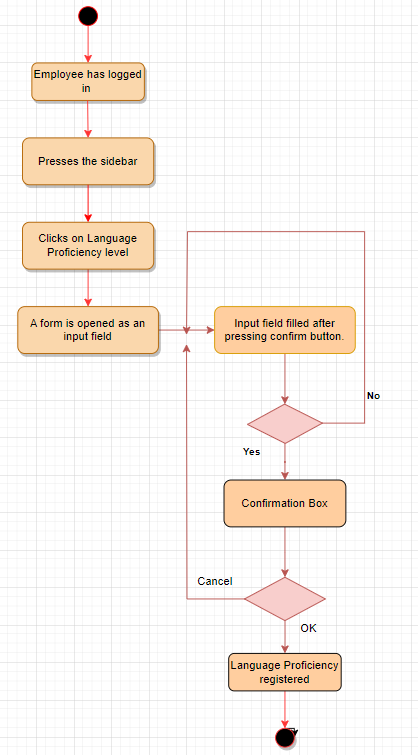 Employee has logged
in
Presses the sidebar
Clicks on Language
Proficiency level
A form is opened as an
input field
Input field filled after
pressing confirm button.
No
Yes
Confirmation Box
Cancel
OK
Language Proficiency
registered